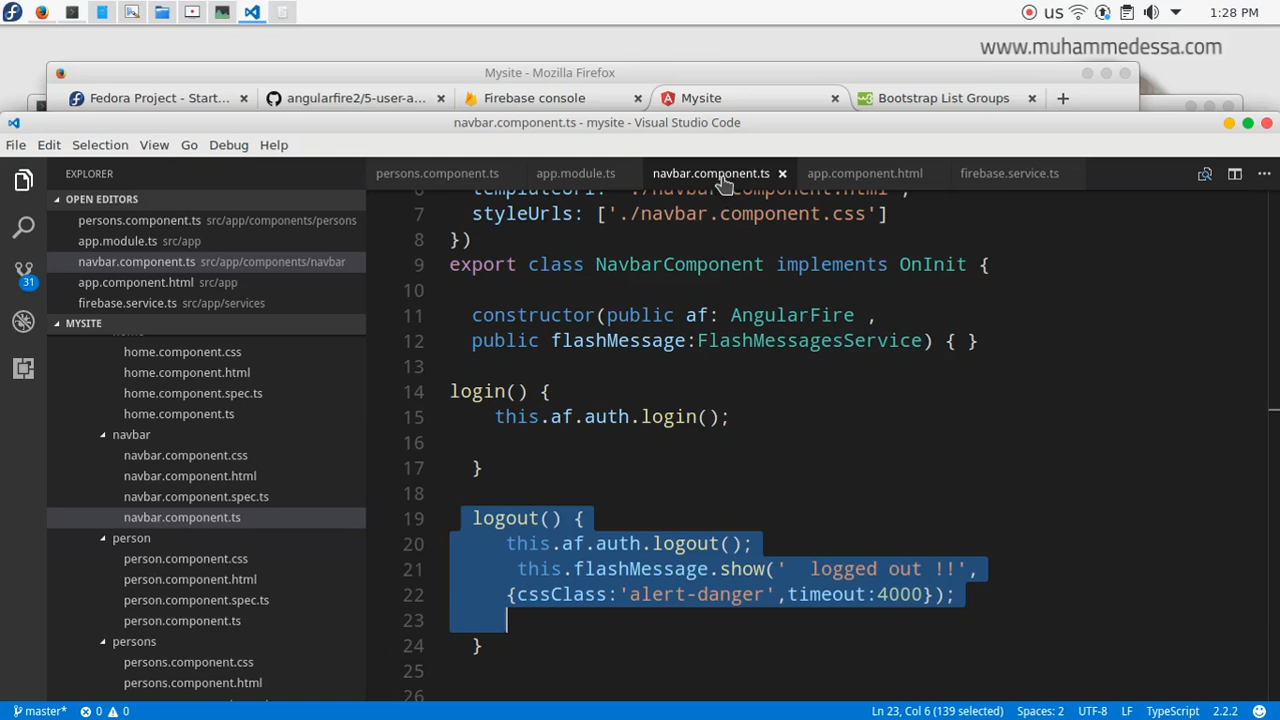 us
1:28 PM
www.muhammedessa.com
Mysite - Mozilla Firefox
Fedora Project - Start...
angularfire2/5-user-a...
Firebase console
Mysite
Bootstrap List Groups
navbar.component.ts - mysite - Visual Studio Code
File Edit Selection View Go Debug Help
EXPLORER
persons.component.ts
app.module.ts
navbar.component.ts
app.component.html
firebase.service.ts
OPEN EDITORS
persons.component.ts src/app/components/persons
app.module.ts src/app
navbar.component.ts src/app/components/navbar
app.component.html src/app
firebase.service.ts src/app/services
31
MYSITE
home
home.component.css
home.component.html
home.component.spec.ts
home.component.ts
navbar
navbar.component.css
navbar.component.html
navbar.component.spec.ts
navbar.component.ts
person
person.component.css
person.component.html
person.component.spec.ts
person.component.ts
persons
persons.component.css
persons.component.html
6 templateUrl: './navbar.component.html',
7 styleUrls: ['./navbar.component.css']
8 })
9 export class NavbarComponent implements OnInit {
10
11 constructor(public af: AngularFire ,
12 public flashMessage:FlashMessagesService) { }
13
14 login() {
15 this.af.auth.login();
16
17 }
18
19 logout() {
20 this.af.auth.logout();
21 this.flashMessage.show('  logged out !!',
22 {cssClass:'alert-danger',timeout:4000});
23
24 }
25
26
master* 0 0
Ln 23, Col 6 (139 selected) Spaces: 2 UTF-8 LF TypeScript 2.2.2